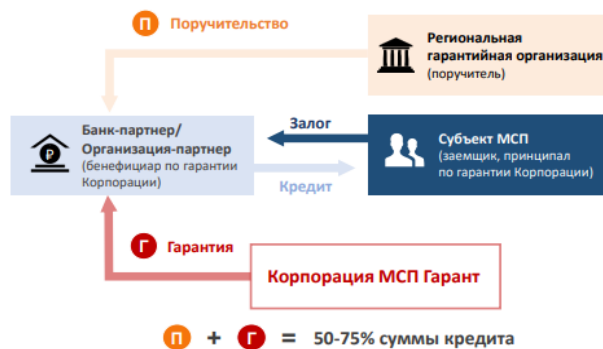 П Поручительство
Региональная
гарантийная организация
(поручитель)
Банк-партнер/
Организация-партнер
(бенефициар по гарантии
Корпорации)
₽
Залог
Кредит
Субъект МСП
(заемщик, принципал
по гарантии Корпорации)
Г Гарантия
Корпорация МСП Гарант
П + Г = 50-75% суммы кредита